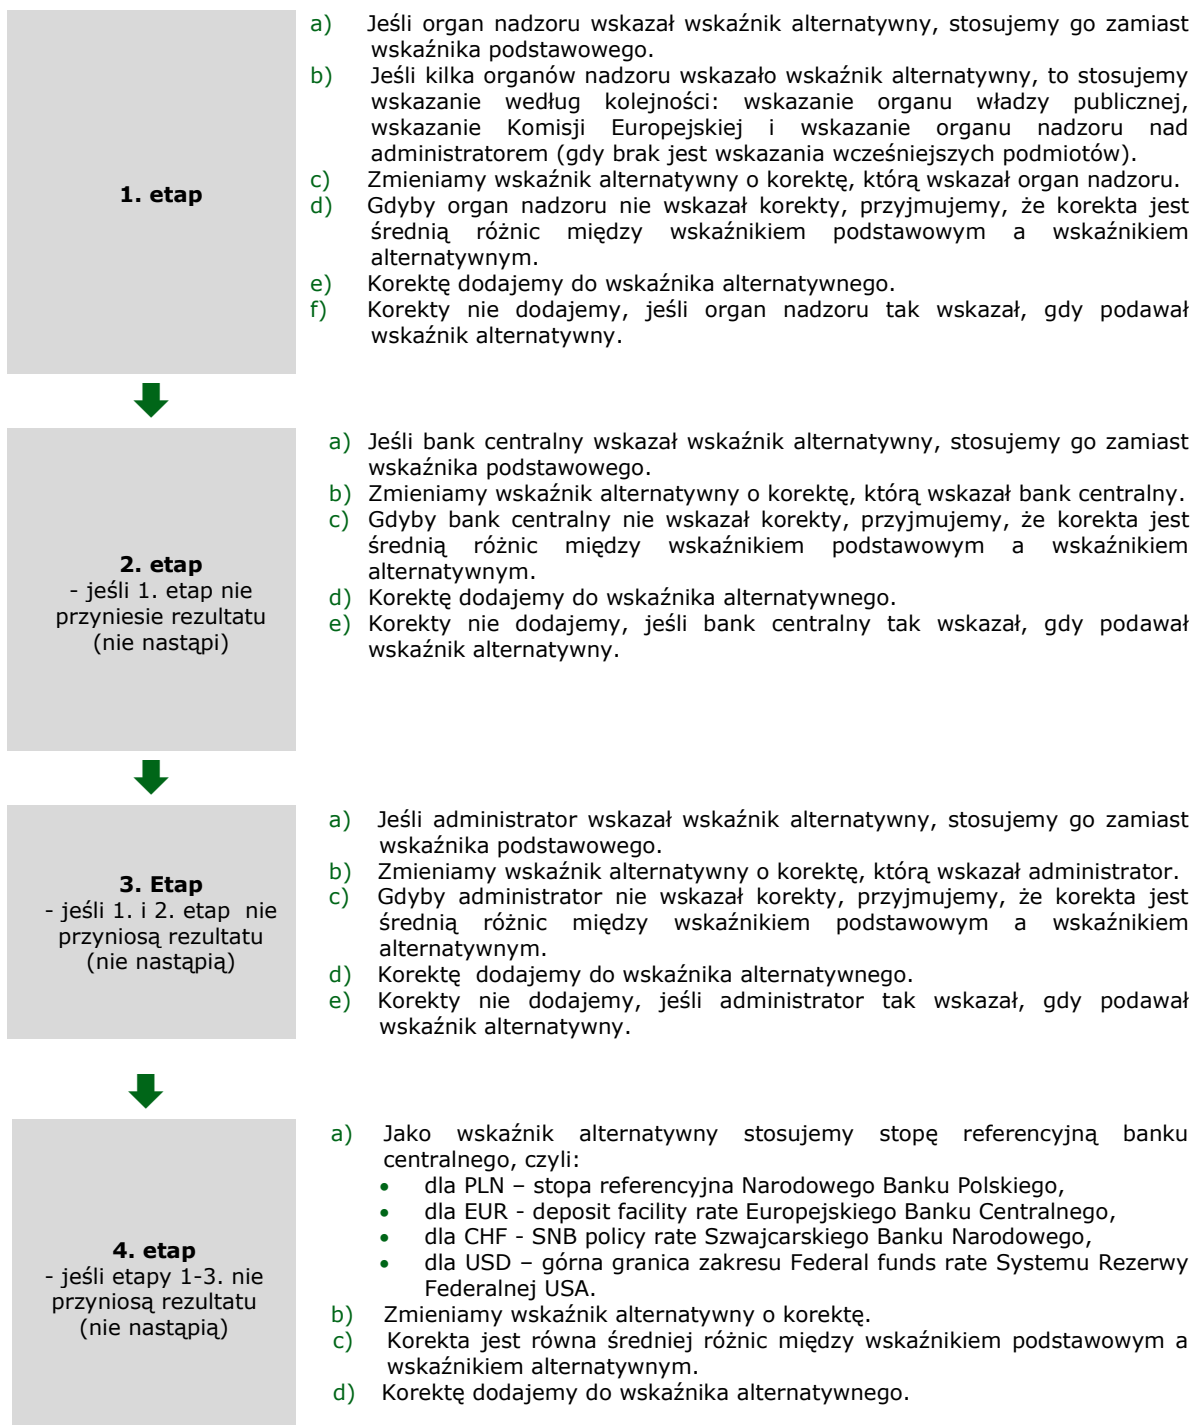 1. etap
a) Jeśli organ nadzoru wskazał wskaźnik alternatywny, stosujemy go zamiast
wskaźnika podstawowego.
b) Jeśli kilka organów nadzoru wskazało wskaźnik alternatywny, to stosujemy
wskazanie według kolejności: wskazanie organu władzy publicznej,
wskazanie Komisji Europejskiej i wskazanie organu nadzoru nad
administratorem (gdy brak jest wskazania wcześniejszych podmiotów).
c) Zmieniamy wskaźnik alternatywny o korektę, którą wskazał organ nadzoru.
d) Gdyby organ nadzoru nie wskazał korekty, przyjmujemy, że korekta jest
średnią różnic między wskaźnikiem podstawowym a wskaźnikiem
alternatywnym.
e) Korektę dodajemy do wskaźnika alternatywnego.
f) Korekty nie dodajemy, jeśli organ nadzoru tak wskazał, gdy podawał
wskaźnik alternatywny.
2. etap
- jeśli 1. etap nie
przyniesie rezultatu
(nie nastąpi)
a) Jeśli bank centralny wskazał wskaźnik alternatywny, stosujemy go zamiast
wskaźnika podstawowego.
b) Zmieniamy wskaźnik alternatywny o korektę, którą wskazał bank centralny.
c) Gdyby bank centralny nie wskazał korekty, przyjmujemy, że korekta jest
średnią różnic między wskaźnikiem podstawowym a wskaźnikiem
alternatywnym.
d) Korektę dodajemy do wskaźnika alternatywnego.
e) Korekty nie dodajemy, jeśli bank centralny tak wskazał, gdy podawał
wskaźnik alternatywny.
3. Etap
- jeśli 1. i 2. etap nie
przyniosą rezultatu
(nie nastąpią)
a) Jeśli administrator wskazał wskaźnik alternatywny, stosujemy go zamiast
wskaźnika podstawowego.
b) Zmieniamy wskaźnik alternatywny o korektę, którą wskazał administrator.
c) Gdyby administrator nie wskazał korekty, przyjmujemy, że korekta jest
średnią różnic między wskaźnikiem podstawowym a wskaźnikiem
alternatywnym.
d) Korektę dodajemy do wskaźnika alternatywnego.
e) Korekty nie dodajemy, jeśli administrator tak wskazał, gdy podawał
wskaźnik alternatywny.
4. etap
- jeśli etapy 1-3. nie
przyniosą rezultatu
(nie nastąpią)
a) Jako wskaźnik alternatywny stosujemy stopę referencyjną banku
centralnego, czyli:
• dla PLN – stopa referencyjna Narodowego Banku Polskiego,
• dla EUR - deposit facility rate Europejskiego Banku Centralnego,
• dla CHF - SNB policy rate Szwajcarskiego Banku Narodowego,
• dla USD – górna granica zakresu Federal funds rate Systemu Rezerwy
Federalnej USA.
b) Zmieniamy wskaźnik alternatywny o korektę.
c) Korekta jest równa średniej różnic między wskaźnikiem podstawowym a
wskaźnikiem alternatywnym.
d) Korektę dodajemy do wskaźnika alternatywnego.